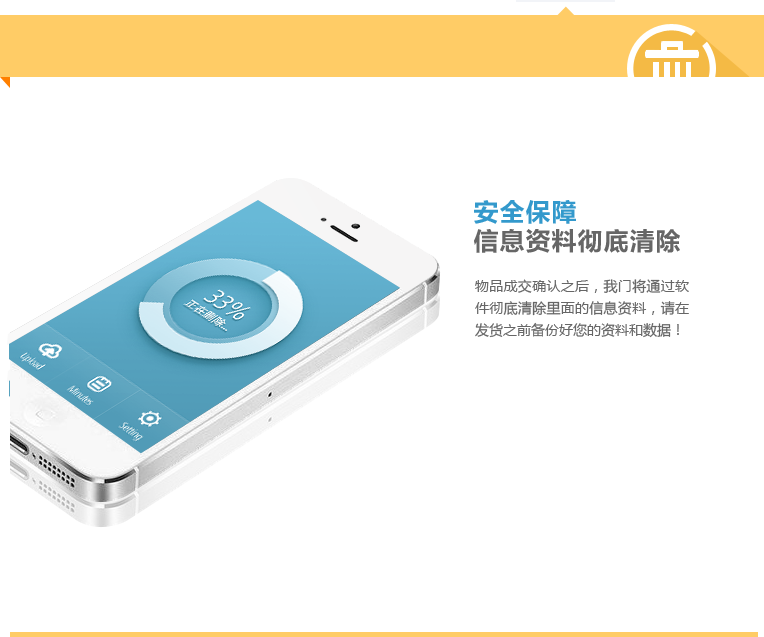 安全保障
信息资料彻底清除
物品成交确认之后，我门将通过软
件彻底清除里面的信息资料，请在
发货之前备份好您的资料和数据！
33%
正在删除...
Upload
Minutes
Setting